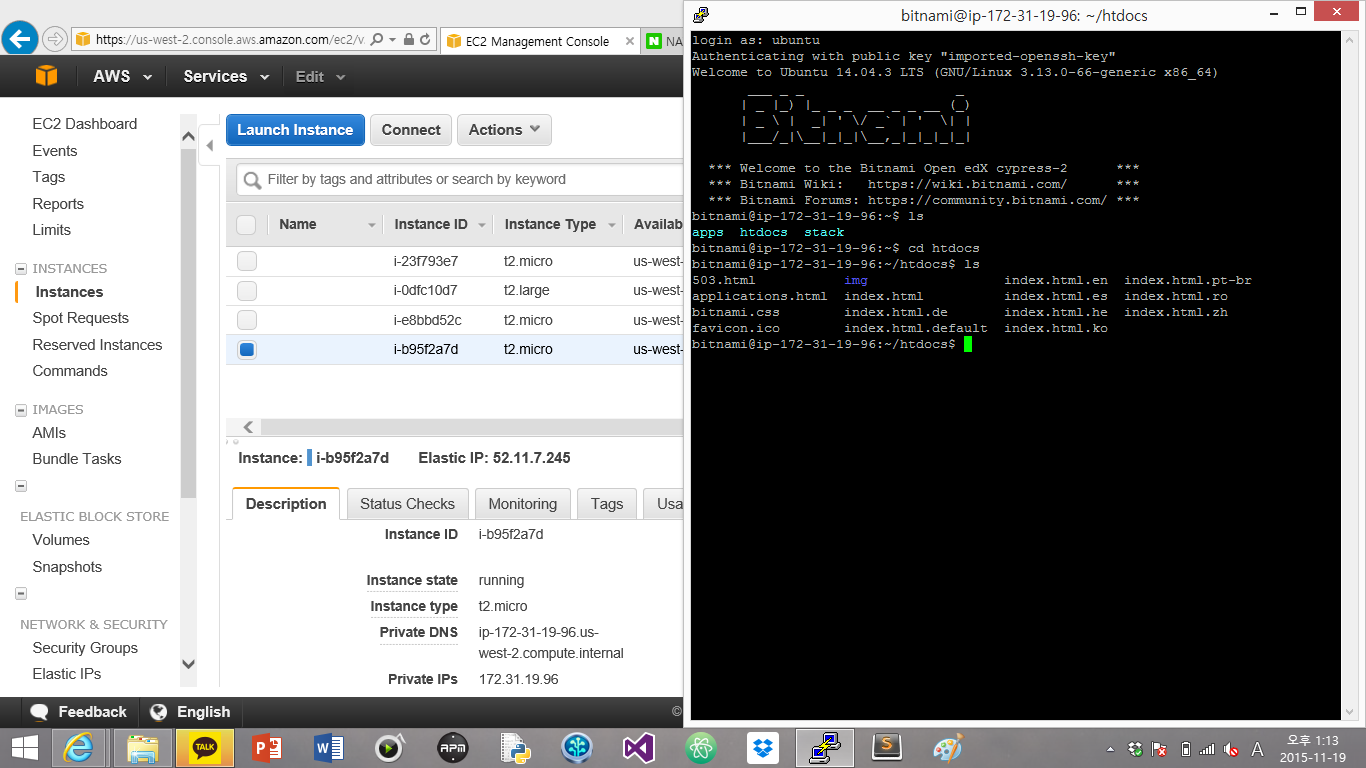 https://us-west-2.console.aws.amazon.com/ec2/v
EC2 Management Console
NA
AWS
Services
Edit
EC2 Dashboard
Events
Tags
Reports
Limits
INSTANCES
Instances
Spot Requests
Reserved Instances
Commands
IMAGES
AMIs
Bundle Tasks
ELASTIC BLOCK STORE
Volumes
Snapshots
NETWORK & SECURITY
Security Groups
Elastic IPs
Launch Instance
Connect
Actions
Filter by tags and attributes or search by keyword
Name Instance ID Instance Type Availab
i-23f793e7 t2.micro us-west-
i-0dfc10d7 t2.large us-west-
i-e8bbd52c t2.micro us-west-
i-b95f2a7d t2.micro us-west-
Instance: i-b95f2a7d Elastic IP: 52.11.7.245
Description Status Checks Monitoring Tags Usa
Instance ID i-b95f2a7d
Instance state running
Instance type t2.micro
Private DNS ip-172-31-19-96.us-
west-2.compute.internal
Private IPs 172.31.19.96
Feedback
English
©
bitnami@ip-172-31-19-96: ~/htdocs
login as: ubuntu
Authenticating with public key "imported-openssh-key"
Welcome to Ubuntu 14.04.3 LTS (GNU/Linux 3.13.0-66-generic x86_64)
Bitnami
*** Welcome to the Bitnami Open edX cypress-2 ***
*** Bitnami Wiki: https://wiki.bitnami.com/ ***
*** Bitnami Forums: https://community.bitnami.com/ ***
bitnami@ip-172-31-19-96:~$ ls
apps htdocs stack
bitnami@ip-172-31-19-96:~$ cd htdocs
bitnami@ip-172-31-19-96:~/htdocs$ ls
503.html img index.html.en index.html.pt-br
applications.html index.html index.html.es index.html.ro
bitnami.css index.html.de index.html.he index.html.zh
favicon.ico index.html.default index.html.ko
bitnami@ip-172-31-19-96:~/htdocs$
TALK
APM
A
오후 1:13
2015-11-19